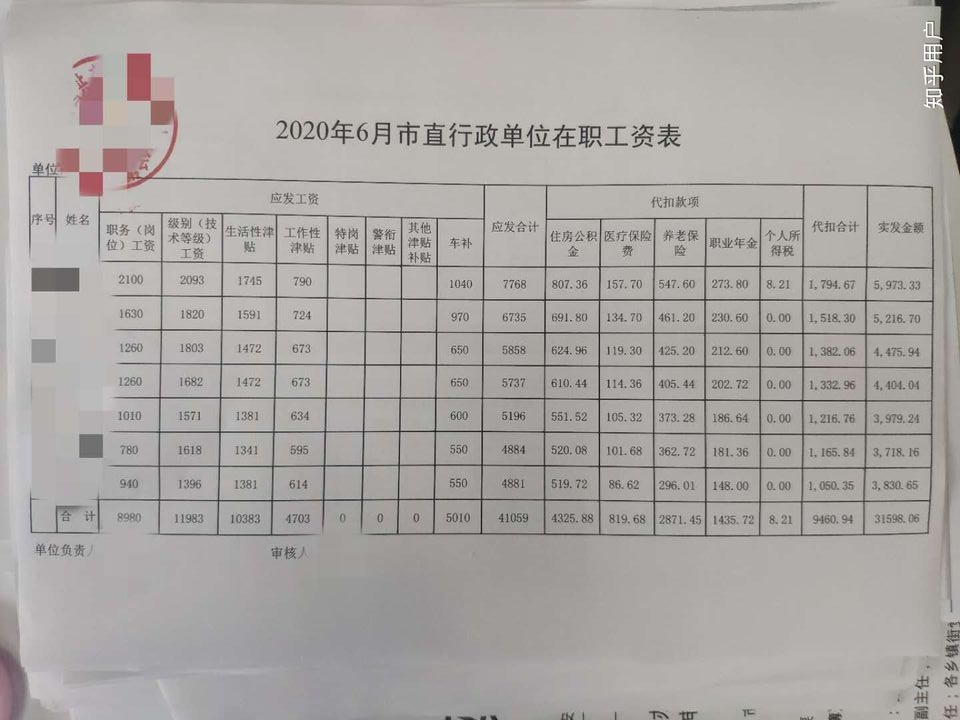 知乎用户
2020年6月市直行政单位在职工资表
单位
序号 姓名 应发工资 应发合计 代扣款项 代扣合计 实发金额
职务（岗位）工资 级别（技术等级）工资 生活性津贴 工作性津贴 特岗津贴 警衔津贴 其他津贴补贴 车补 住房公积金 医疗保险费 养老保险 职业年金 个人所得税
2100 2093 1745 790 1040 7768 807.36 157.70 547.60 273.80 8.21 1,794.67 5,973.33
1630 1820 1591 724 970 6735 691.80 134.70 461.20 230.60 0.00 1,518.30 5,216.70
1260 1803 1472 673 650 5858 624.96 119.30 425.20 212.60 0.00 1,382.06 4,475.94
1260 1682 1472 673 650 5737 610.44 114.36 405.44 202.72 0.00 1,332.96 4,404.04
1010 1571 1381 634 600 5196 551.52 105.32 373.28 186.64 0.00 1,216.76 3,979.24
780 1618 1341 595 550 4884 520.08 101.68 362.72 181.36 0.00 1,165.84 3,718.16
940 1396 1381 614 550 4881 519.72 86.62 296.01 148.00 0.00 1,050.35 3,830.65
合 计 8980 11983 10383 4703 0 0 0 5010 41059 4325.88 819.68 2871.45 1435.72 8.21 9460.94 31598.06
单位负责人 审核人
副主任，
任；各乡镇街